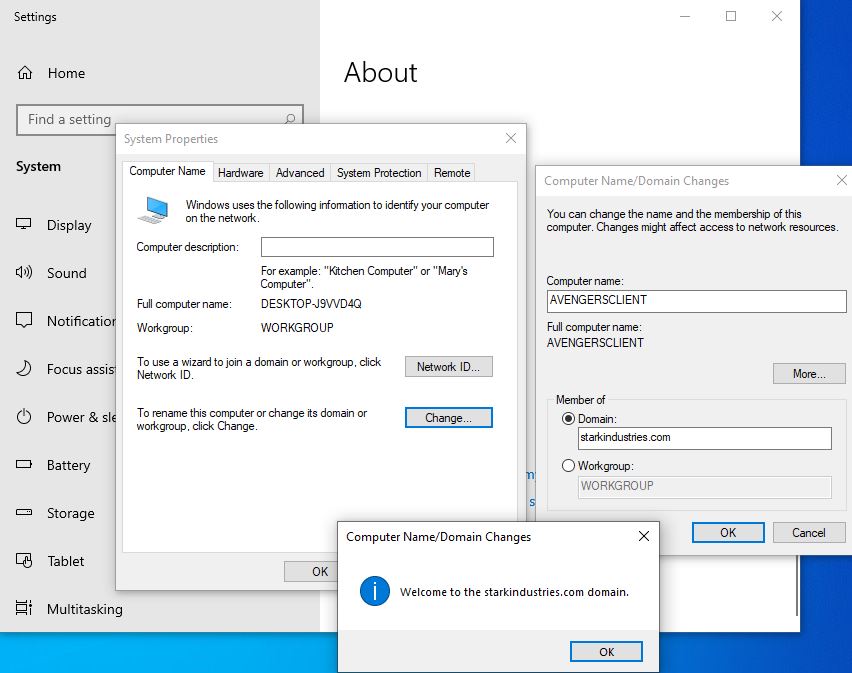 Settings
Home
Find a setting
System
Display
Sound
Notification
Focus assis
Power & sle
Battery
Storage
Tablet
Multitasking
About
System Properties
Computer Name
Hardware
Advanced
System Protection
Remote
Windows uses the following information to identify your computer
on the network.
Computer description:
For example: "Kitchen Computer" or "Mary's
Computer".
Full computer name:
DESKTOP-J9VVD4Q
Workgroup:
WORKGROUP
To use a wizard to join a domain or workgroup, click
Network ID.
Network ID...
To rename this computer or change its domain or
workgroup, click Change.
Change...
OK
Computer Name/Domain Changes
You can change the name and the membership of this
computer. Changes might affect access to network resources.
Computer name:
AVENGERSCLIENT
Full computer name:
AVENGERSCLIENT
More...
Member of
Domain:
starkindustries.com
Workgroup:
WORKGROUP
OK
Cancel
Computer Name/Domain Changes
Welcome to the starkindustries.com domain.
OK